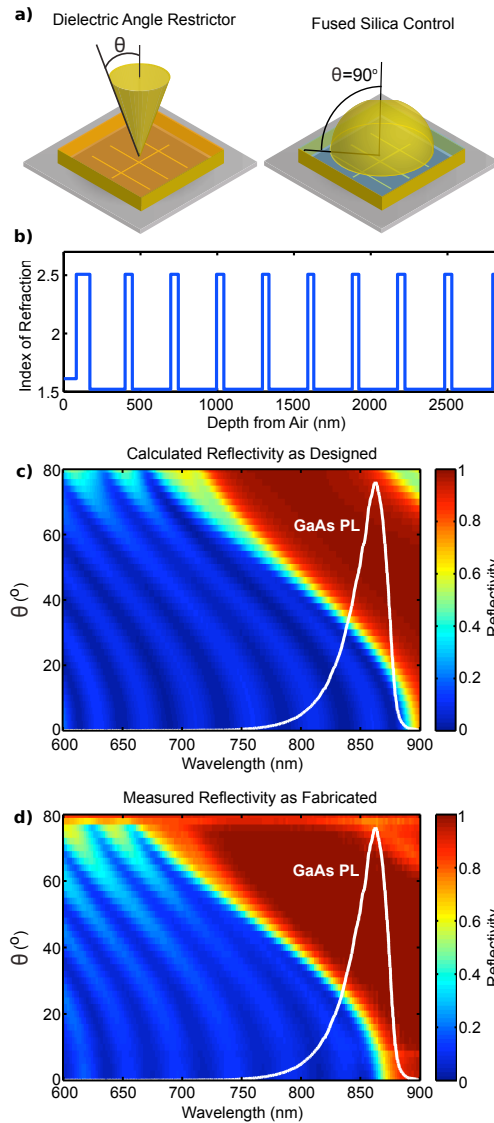 a)
Dielectric Angle Restrictor
Fused Silica Control
θ
θ=90°
b)
Index of Refraction
2.5
2
1.5
0 500 1000 1500 2000 2500
Depth from Air (nm)
c)
Calculated Reflectivity as Designed
GaAs PL
θ (°)
80
60
40
20
0
600 650 700 750 800 850 900
Wavelength (nm)
1
0.8
0.6
0.4
0.2
0
Reflectivity
d)
Measured Reflectivity as Fabricated
GaAs PL
θ (°)
80
60
40
20
0
600 650 700 750 800 850 900
Wavelength (nm)
1
0.8
0.6
0.4
0.2
0
Reflectivity